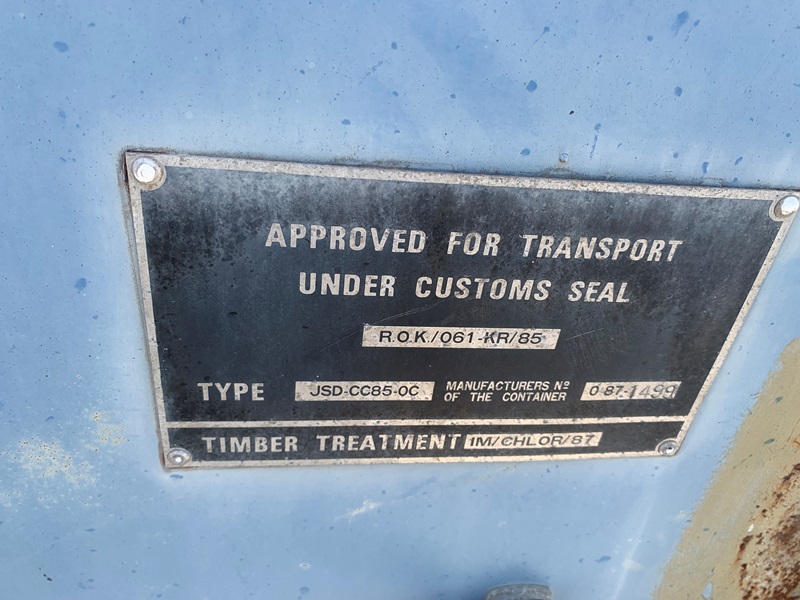 APPROVED FOR TRANSPORT
UNDER CUSTOMS SEAL
R.O.K./061-KR/85
TYPE JSD-CC85-0C MANUFACTURERS Nº OF THE CONTAINER 0-87-1499
TIMBER TREATMENT 1M/CHLOR/87